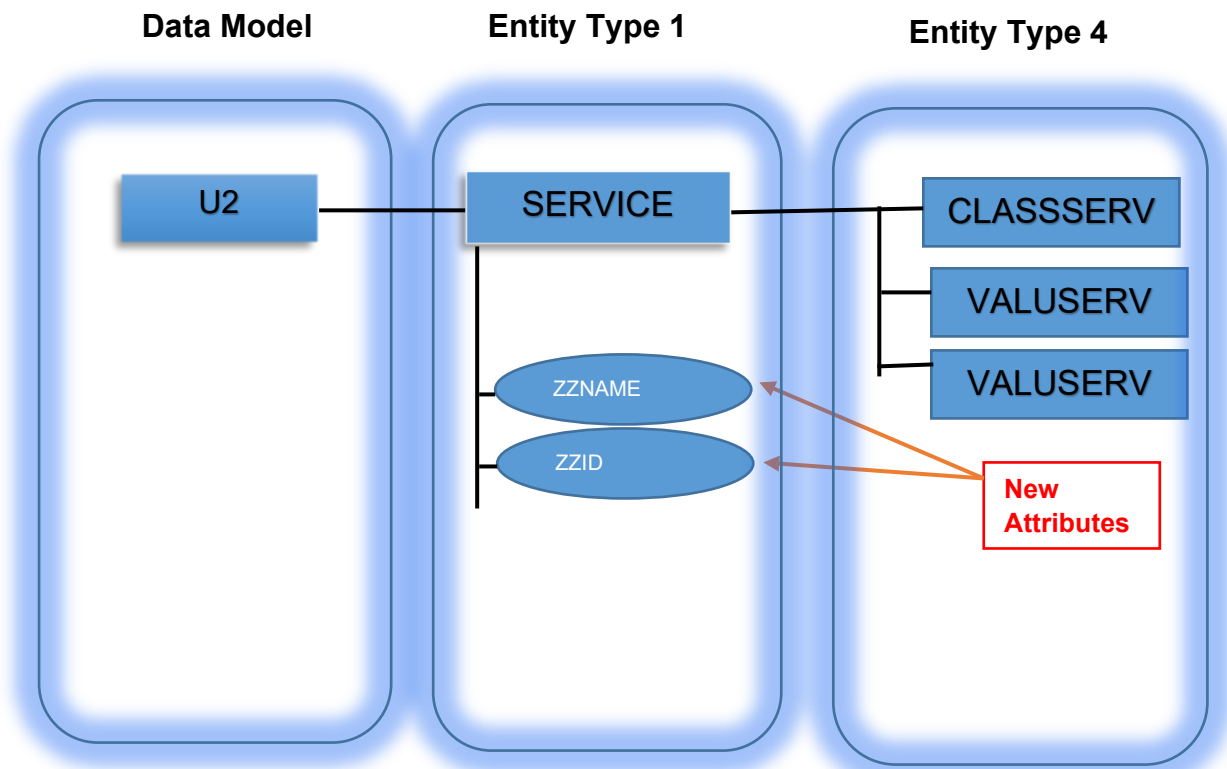 Data Model
Entity Type 1
Entity Type 4
U2
SERVICE
CLASSSERV
VALUSERV
VALUSERV
ZZNAME
ZZID
New
Attributes